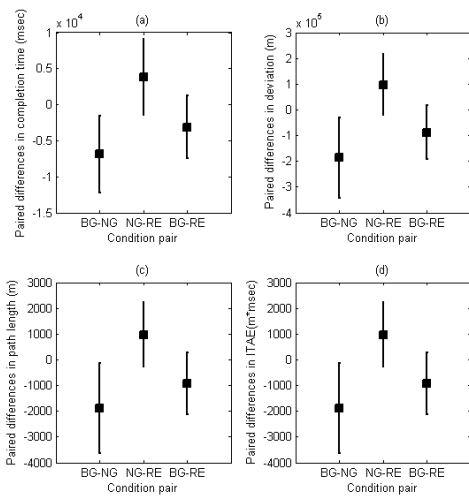 (a)
x 10^4
Paired differences in completion time (msec)
1
0.5
0
-0.5
-1
-1.5
BG-NG NG-RE BG-RE
Condition pair
(b)
x 10^5
Paired differences in deviation (m)
3
2
1
0
-1
-2
-3
-4
BG-NG NG-RE BG-RE
Condition pair
(c)
Paired differences in path length (m)
3000
2000
1000
0
-1000
-2000
-3000
-4000
BG-NG NG-RE BG-RE
Condition pair
(d)
Paired differences in ITAE(m*msec)
3000
2000
1000
0
-1000
-2000
-3000
-4000
BG-NG NG-RE BG-RE
Condition pair